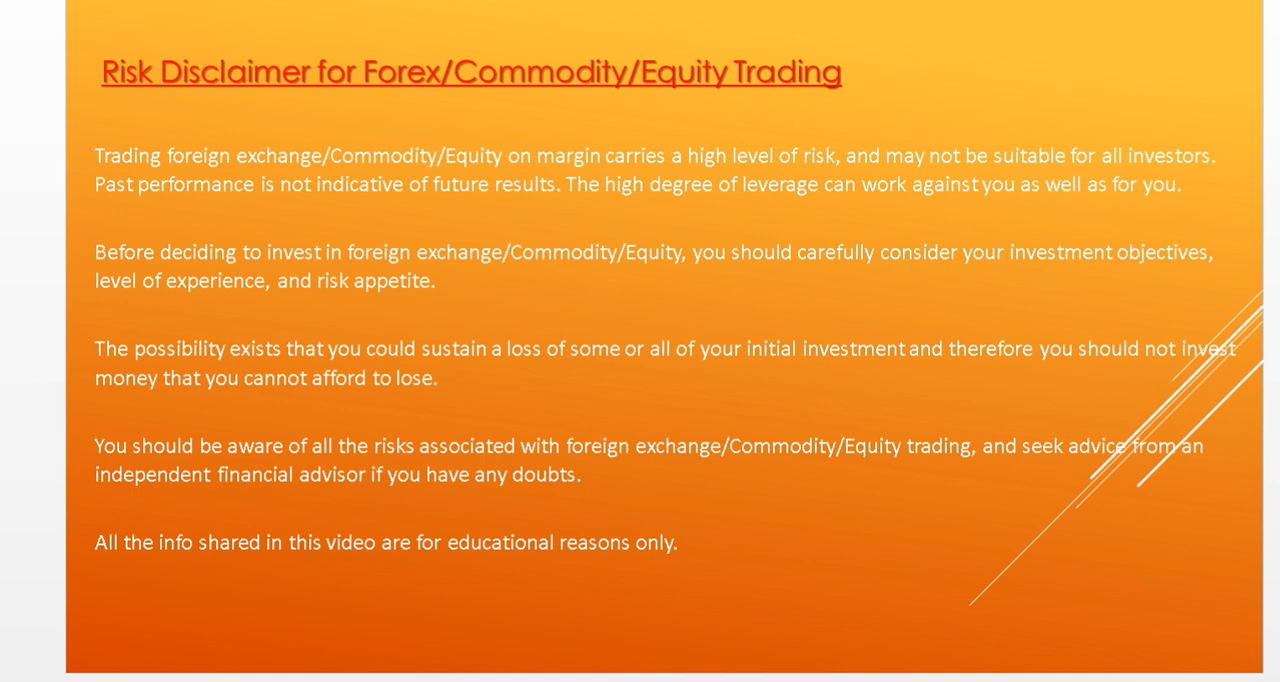 Risk Disclaimer for Forex/Commodity/Equity Trading
Trading foreign exchange/Commodity/Equity on margin carries a high level of risk, and may not be suitable for all investors.
Past performance is not indicative of future results. The high degree of leverage can work against you as well as for you.
Before deciding to invest in foreign exchange/Commodity/Equity, you should carefully consider your investment objectives,
level of experience, and risk appetite.
The possibility exists that you could sustain a loss of some or all of your initial investment and therefore you should not invest
money that you cannot afford to lose.
You should be aware of all the risks associated with foreign exchange/Commodity/Equity trading, and seek advice from an
independent financial advisor if you have any doubts.
All the info shared in this video are for educational reasons only.